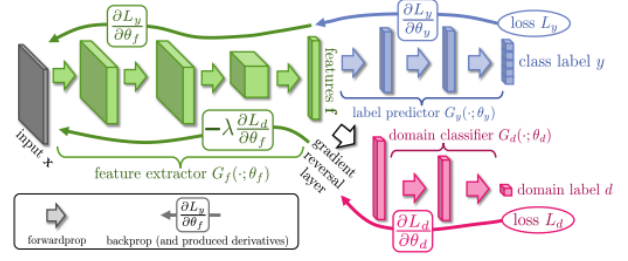 ∂L_y/∂θ_f
∂L_y/∂θ_y
loss L_y
class label y
features f
label predictor G_y(·;θ_y)
input x
−λ ∂L_d/∂θ_f
gradient
reversal
layer
feature extractor G_f(·;θ_f)
domain classifier G_d(·;θ_d)
domain label d
∂L_d/∂θ_d
loss L_d
forwardprop
∂L_y/∂θ_f
backprop (and produced derivatives)